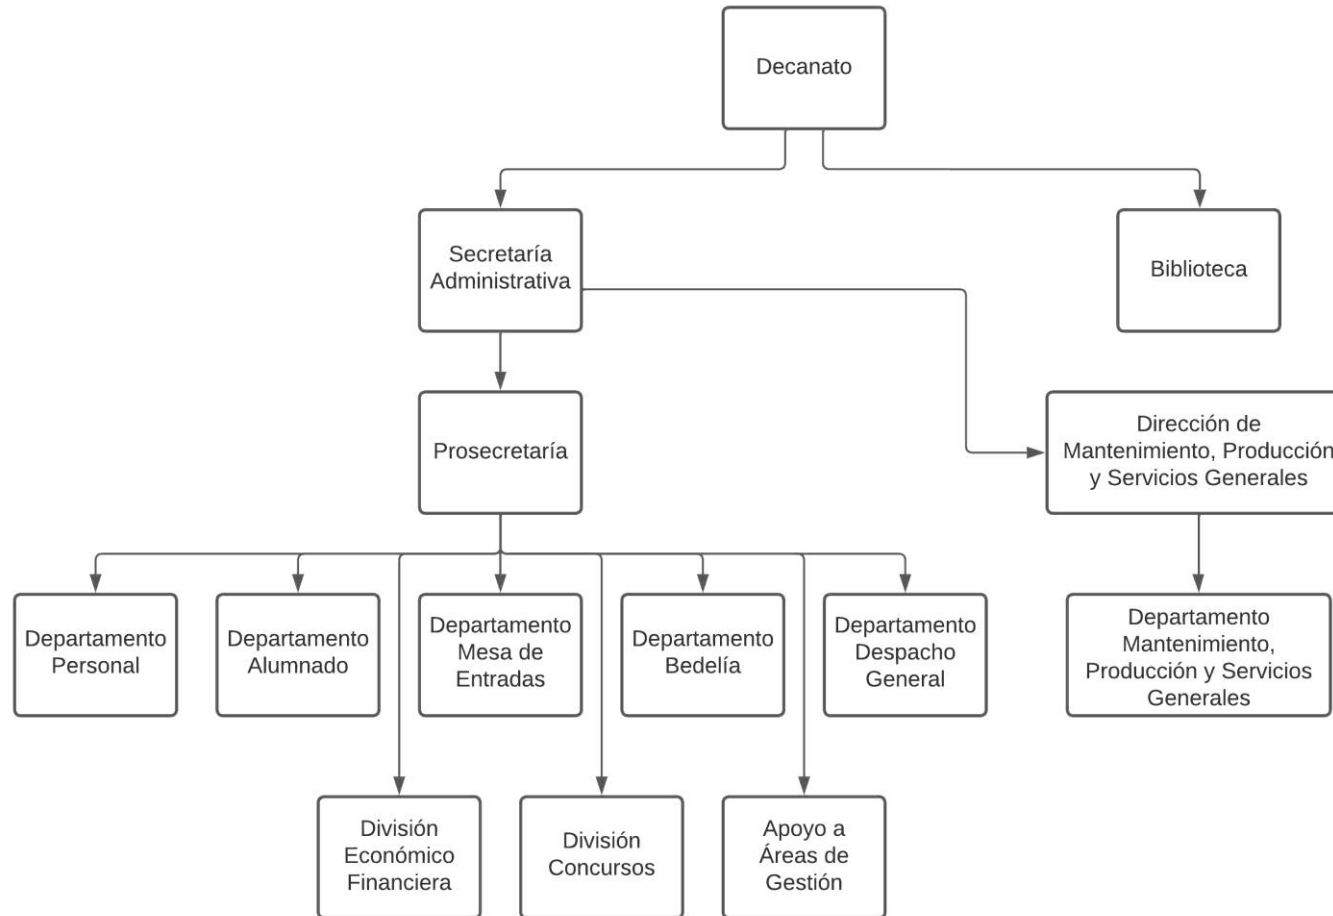 Decanato
Secretaría
Administrativa
Biblioteca
Prosecretaría
Dirección de
Mantenimiento, Producción
y Servicios Generales
Departamento
Personal
Departamento
Alumnado
Departamento
Mesa de
Entradas
Departamento
Bedelía
Departamento
Despacho
General
Departamento
Mantenimiento,
Producción y Servicios
Generales
División
Económico
Financiera
División
Concursos
Apoyo a
Áreas de
Gestión